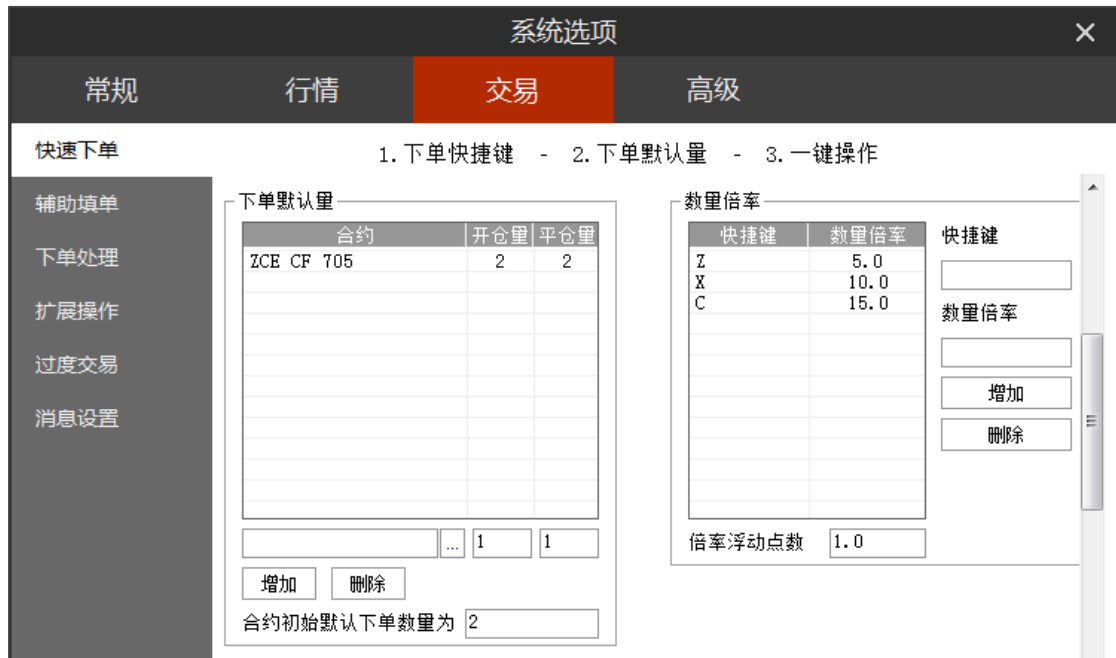 系统选项
常规 行情 交易 高级
快速下单
辅助填单
下单处理
扩展操作
过度交易
消息设置
1.下单快捷键 - 2.下单默认量 - 3.一键操作
下单默认量
合约 开仓量 平仓量
ZCE CF 705 2 2
... 1 1
增加 删除
合约初始默认下单数量为 2
数量倍率
快捷键 数量倍率
Z 5.0
X 10.0
C 15.0
快捷键
数量倍率
增加
删除
倍率浮动点数 1.0